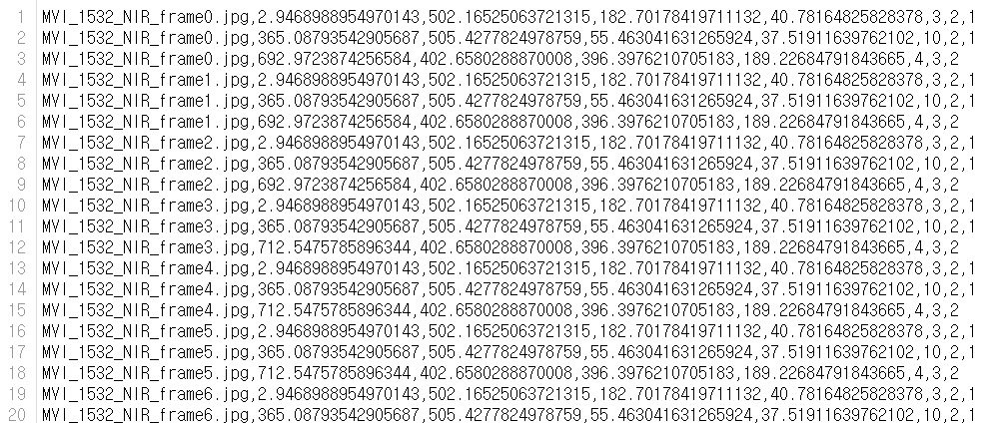 1 MVI_1532_NIR_frame0.jpg,2.9468988954970143,502.16525063721315,182.70178419711132,40.78164825828378,3,2,1
2 MVI_1532_NIR_frame0.jpg,365.08793542905687,505.4277824978759,55.463041631265924,37.51911639762102,10,2,1
3 MVI_1532_NIR_frame0.jpg,692.9723874256584,402.6580288870008,396.3976210705183,189.22684791843665,4,3,2
4 MVI_1532_NIR_frame1.jpg,2.9468988954970143,502.16525063721315,182.70178419711132,40.78164825828378,3,2,1
5 MVI_1532_NIR_frame1.jpg,365.08793542905687,505.4277824978759,55.463041631265924,37.51911639762102,10,2,1
6 MVI_1532_NIR_frame1.jpg,692.9723874256584,402.6580288870008,396.3976210705183,189.22684791843665,4,3,2
7 MVI_1532_NIR_frame2.jpg,2.9468988954970143,502.16525063721315,182.70178419711132,40.78164825828378,3,2,1
8 MVI_1532_NIR_frame2.jpg,365.08793542905687,505.4277824978759,55.463041631265924,37.51911639762102,10,2,1
9 MVI_1532_NIR_frame2.jpg,692.9723874256584,402.6580288870008,396.3976210705183,189.22684791843665,4,3,2
10 MVI_1532_NIR_frame3.jpg,2.9468988954970143,502.16525063721315,182.70178419711132,40.78164825828378,3,2,1
11 MVI_1532_NIR_frame3.jpg,365.08793542905687,505.4277824978759,55.463041631265924,37.51911639762102,10,2,1
12 MVI_1532_NIR_frame3.jpg,712.5475785896344,402.6580288870008,396.3976210705183,189.22684791843665,4,3,2
13 MVI_1532_NIR_frame4.jpg,2.9468988954970143,502.16525063721315,182.70178419711132,40.78164825828378,3,2,1
14 MVI_1532_NIR_frame4.jpg,365.08793542905687,505.4277824978759,55.463041631265924,37.51911639762102,10,2,1
15 MVI_1532_NIR_frame4.jpg,712.5475785896344,402.6580288870008,396.3976210705183,189.22684791843665,4,3,2
16 MVI_1532_NIR_frame5.jpg,2.9468988954970143,502.16525063721315,182.70178419711132,40.78164825828378,3,2,1
17 MVI_1532_NIR_frame5.jpg,365.08793542905687,505.4277824978759,55.463041631265924,37.51911639762102,10,2,1
18 MVI_1532_NIR_frame5.jpg,712.5475785896344,402.6580288870008,396.3976210705183,189.22684791843665,4,3,2
19 MVI_1532_NIR_frame6.jpg,2.9468988954970143,502.16525063721315,182.70178419711132,40.78164825828378,3,2,1
20 MVI_1532_NIR_frame6.jpg,365.08793542905687,505.4277824978759,55.463041631265924,37.51911639762102,10,2,1